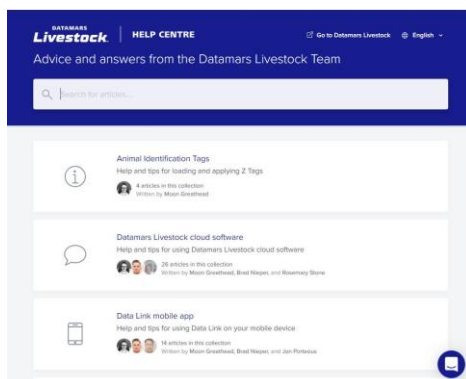 DATAMARS
Livestock.
HELP CENTRE
Go to Datamars Livestock
English
Advice and answers from the Datamars Livestock Team
Search for articles...
Animal Identification Tags
Help and tips for loading and applying Z Tags
4 articles in this collection
Written by Moon Greathead
Datamars Livestock cloud software
Help and tips for using Datamars Livestock cloud software
26 articles in this collection
Written by Moon Greathead, Brad Nieper, and Rosemary Stone
Data Link mobile app
Help and tips for using Data Link on your mobile device
14 articles in this collection
Written by Moon Greathead, Brad Nieper, and Jon Porteous